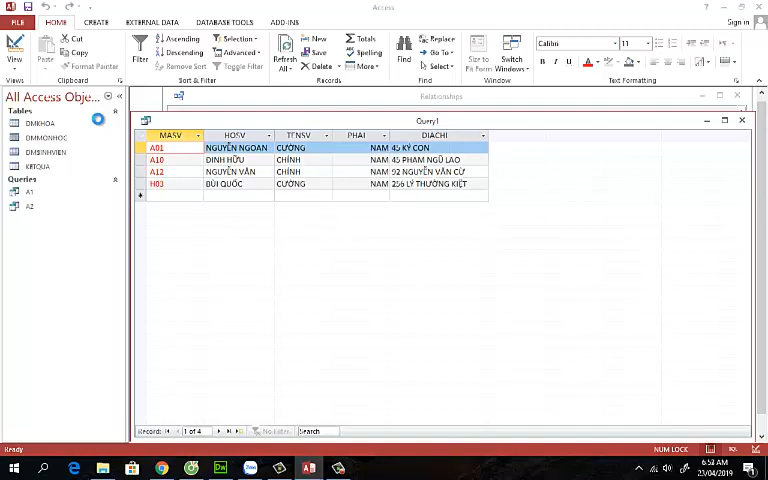 Access
Sign in
FILE HOME CREATE EXTERNAL DATA DATABASE TOOLS ADD-INS
View
Views
Paste
Cut
Copy
Format Painter
Clipboard
Filter
Ascending
Descending
Remove Sort
Selection
Advanced
Toggle Filter
Sort & Filter
Refresh All
New
Save
Delete
Totals
Spelling
More
Records
Find
Replace
Go To
Select
Find
Size to Fit Form
Switch Windows
Window
Calibri 11
B I U
Text Formatting
All Access Obje...
Tables
DMKHOA
DMMONHOC
DMSINHVIEN
KETQUA
Queries
A1
A2
Relationships
Query1
MASV HOSV TENSV PHAI DIACHI
A01 NGUYỄN NGOAN CƯỜNG NAM 45 KÝ CON
A10 ĐINH HỮU CHÍNH NAM 45 PHẠM NGŨ LAO
A12 NGUYỄN VĂN CHÍNH NAM 92 NGUYỄN VĂN CỪ
H03 BÙI QUỐC CƯỜNG NAM 256 LÝ THƯỜNG KIỆT
Record: 1 of 4 No Filter Search
Ready NUM LOCK SQL
6:53 AM
23/04/2019